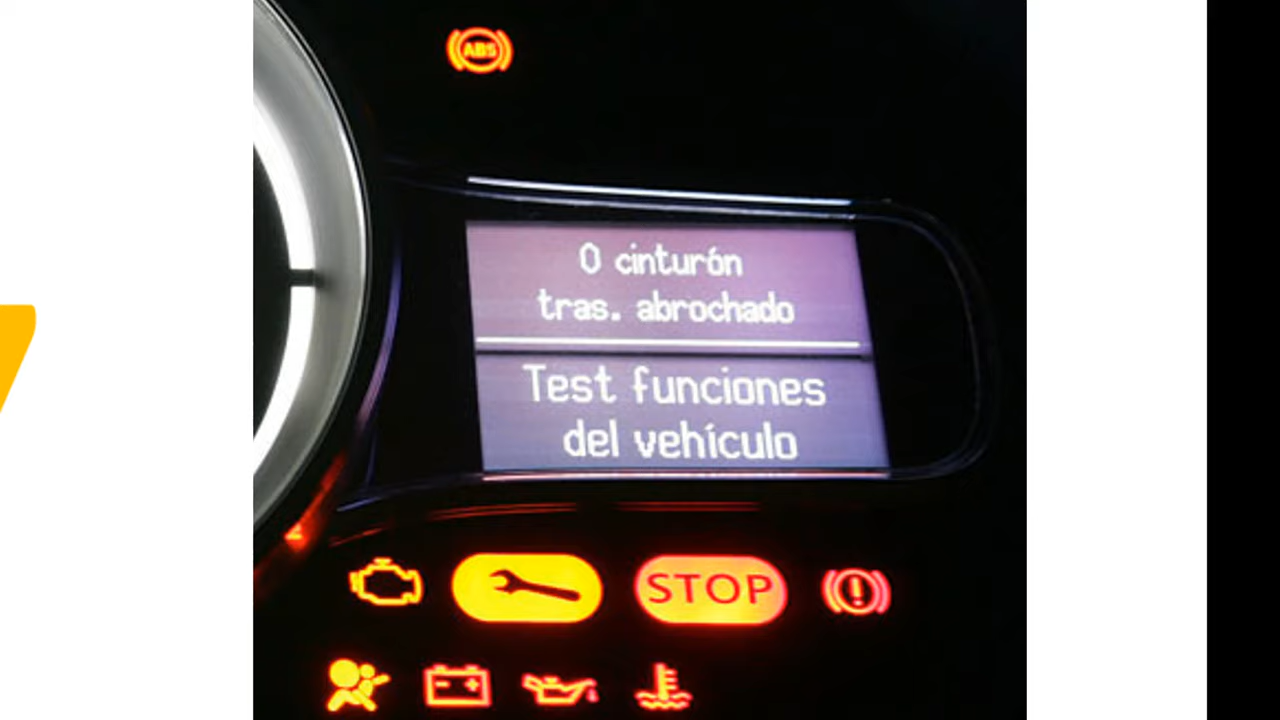 ABS
0 cinturón
tras. abrochado
Test funciones
del vehículo
STOP